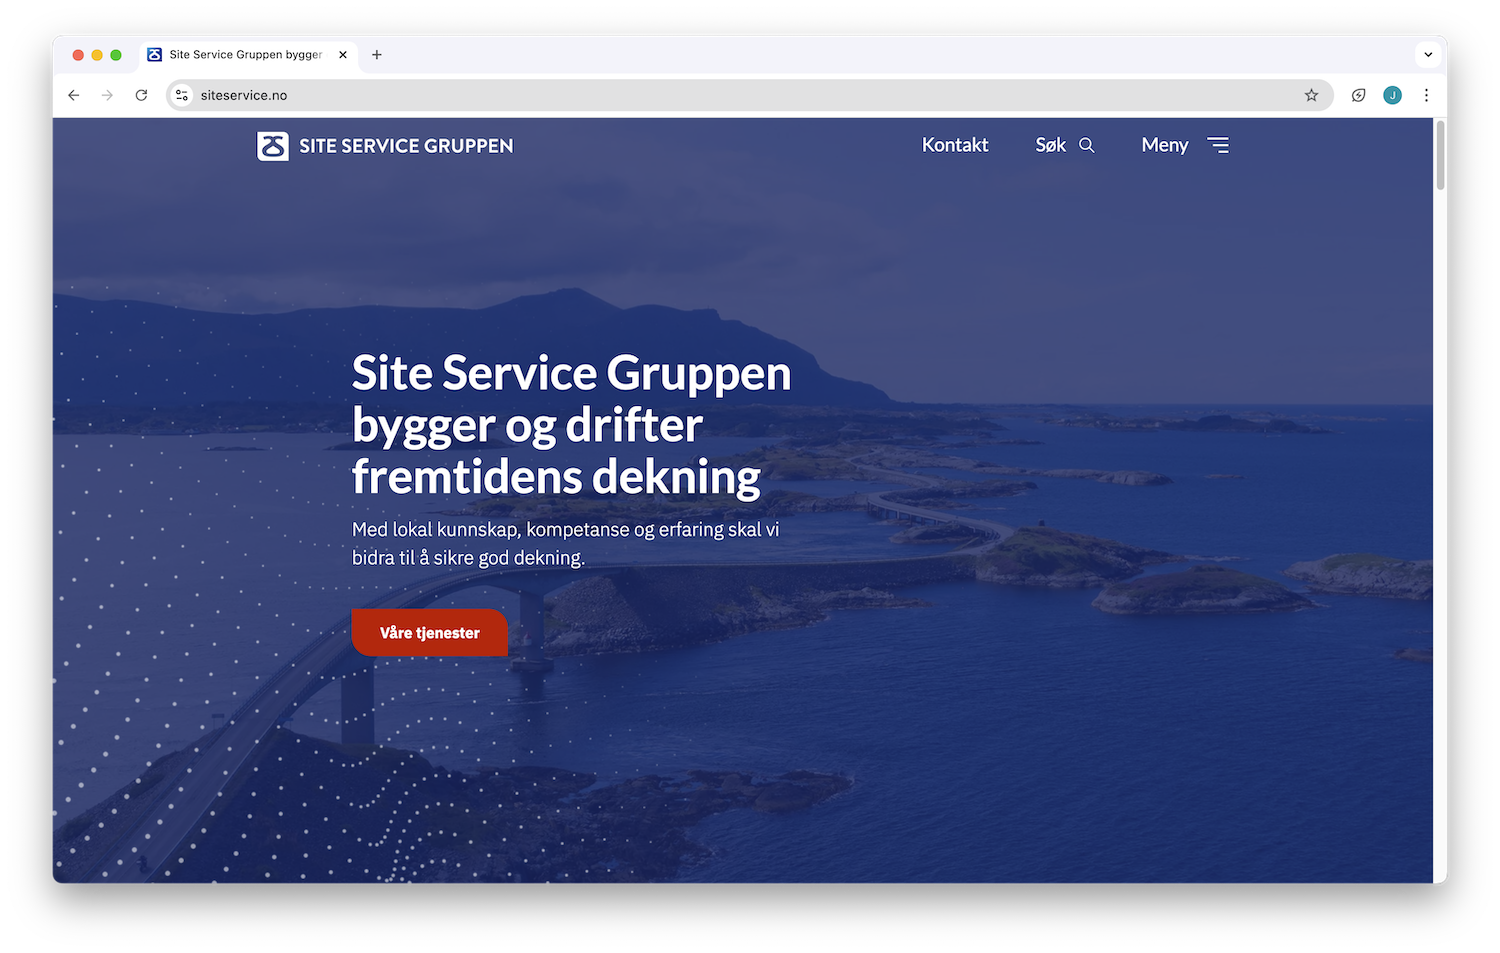 Site Service Gruppen bygger
siteservice.no
J
SITE SERVICE GRUPPEN
Kontakt
Søk
Meny
Site Service Gruppen
bygger og drifter
fremtidens dekning
Med lokal kunnskap, kompetanse og erfaring skal vi
bidra til å sikre god dekning.
Våre tjenester